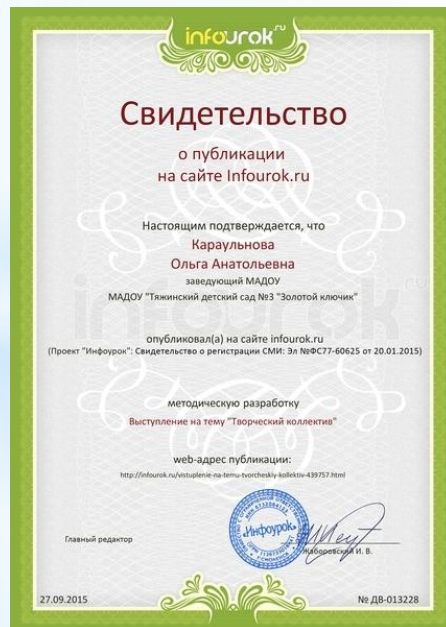 infourok.ru
Свидетельство
о публикации
на сайте Infourok.ru
Настоящим подтверждается, что
Караульнова
Ольга Анатольевна
заведующий МАДОУ
МАДОУ "Тяжинский детский сад №3 "Золотой ключик"
опубликовал(а) на сайте infourok.ru
(Проект "Инфоурок": Свидетельство о регистрации СМИ: Эл №ФС77-60625 от 20.01.2015)
методическую разработку
Выступление на тему "Творческий коллектив"
web-адрес публикации:
http://infourok.ru/vistuplenie-na-temu-tvorcheskiy-kollektiv-439757.html
«Инфоурок»
Главный редактор
Жаборовский И. В.
27.09.2015
№ ДВ-013228